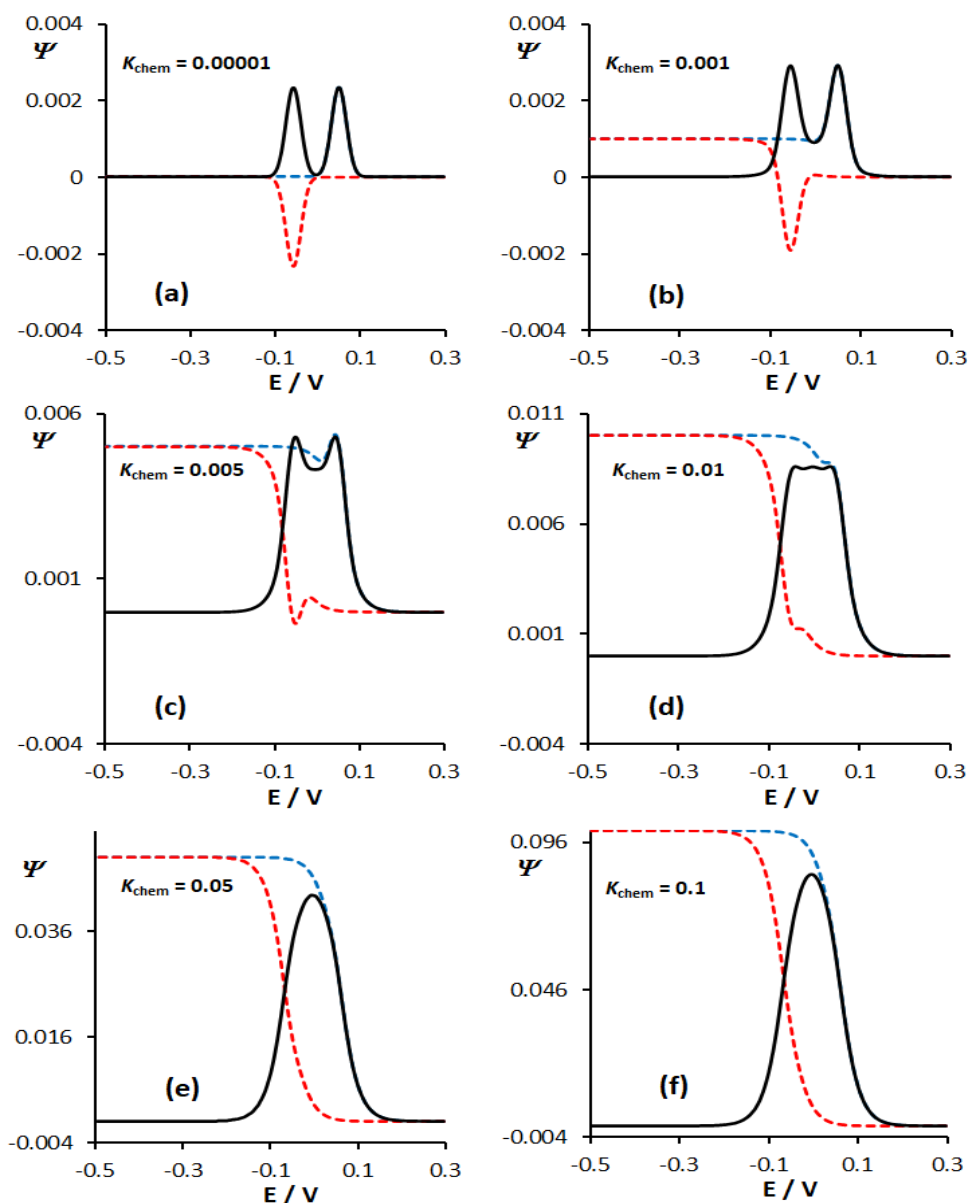 0.004
Ψ
K_chem = 0.00001
0.002
0
-0.002
(a)
-0.004
-0.5 -0.3 -0.1 0.1 0.3
E / V
0.004
Ψ
K_chem = 0.001
0.002
0
-0.002
(b)
-0.004
-0.5 -0.3 -0.1 0.1 0.3
E / V
0.006
Ψ
K_chem = 0.005
0.001
(c)
-0.004
-0.5 -0.3 -0.1 0.1 0.3
E / V
0.011
Ψ
K_chem = 0.01
0.006
0.001
(d)
-0.004
-0.5 -0.3 -0.1 0.1 0.3
E / V
Ψ
K_chem = 0.05
0.036
0.016
(e)
-0.004
-0.5 -0.3 -0.1 0.1 0.3
E / V
0.096
Ψ
K_chem = 0.1
0.046
(f)
-0.004
-0.5 -0.3 -0.1 0.1 0.3
E / V